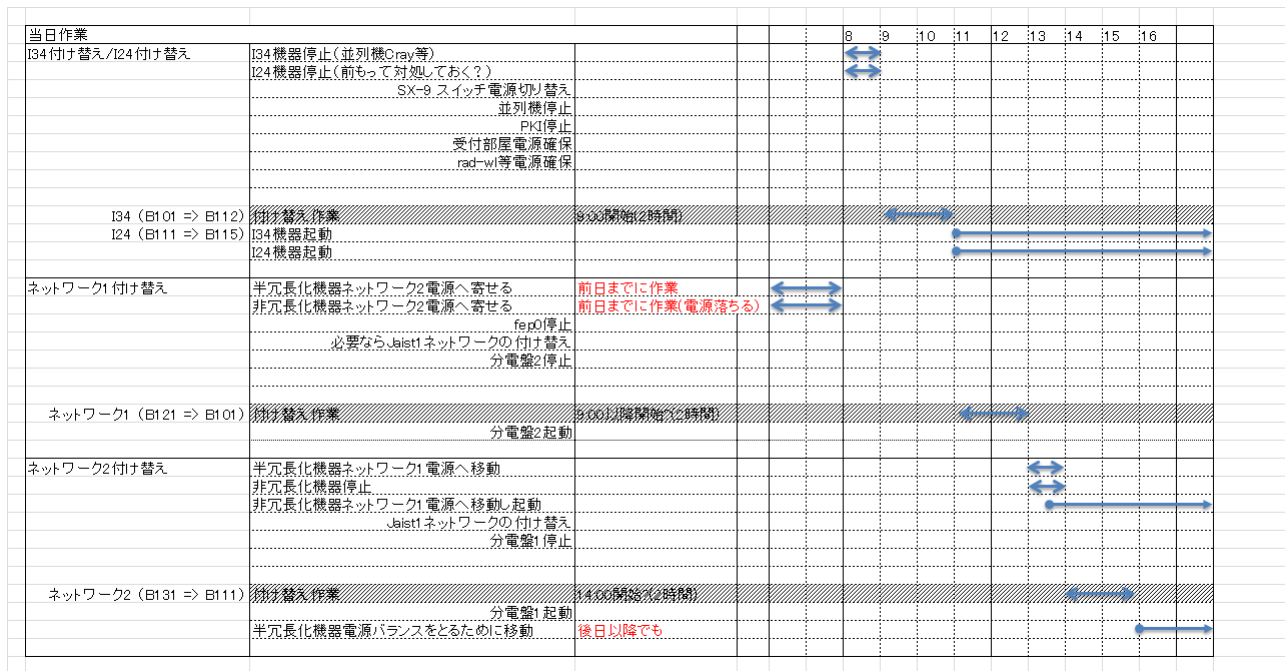 当日作業 8 9 10 11 12 13 14 15 16
I34付け替え/I24付け替え I34機器停止(並列機Cray等)
I24機器停止(前もって対処しておく？)
SX-9 スイッチ電源切り替え
並列機停止
PKI停止
受付部屋電源確保
rad-wl等電源確保
I34 (B101 => B112) 付け替え作業 9:00開始(2時間)
I24 (B111 => B115) I34機器起動
I24機器起動
ネットワーク1付け替え 半冗長化機器ネットワーク2電源へ寄せる 前日までに作業
非冗長化機器ネットワーク2電源へ寄せる 前日までに作業(電源落ちる)
fep0停止
必要ならJaist1ネットワークの付け替え
分電盤2停止
ネットワーク1 (B121 => B101) 付け替え作業 9:00以降開始?(2時間)
分電盤2起動
ネットワーク2付け替え 半冗長化機器ネットワーク1電源へ移動
非冗長化機器停止
非冗長化機器ネットワーク1電源へ移動し起動
Jaist1ネットワークの付け替え
分電盤1停止
ネットワーク2 (B131 => B111) 付け替え作業 14:00開始?(2時間)
分電盤1起動
半冗長化機器電源バランスをとるために移動 後日以降でも